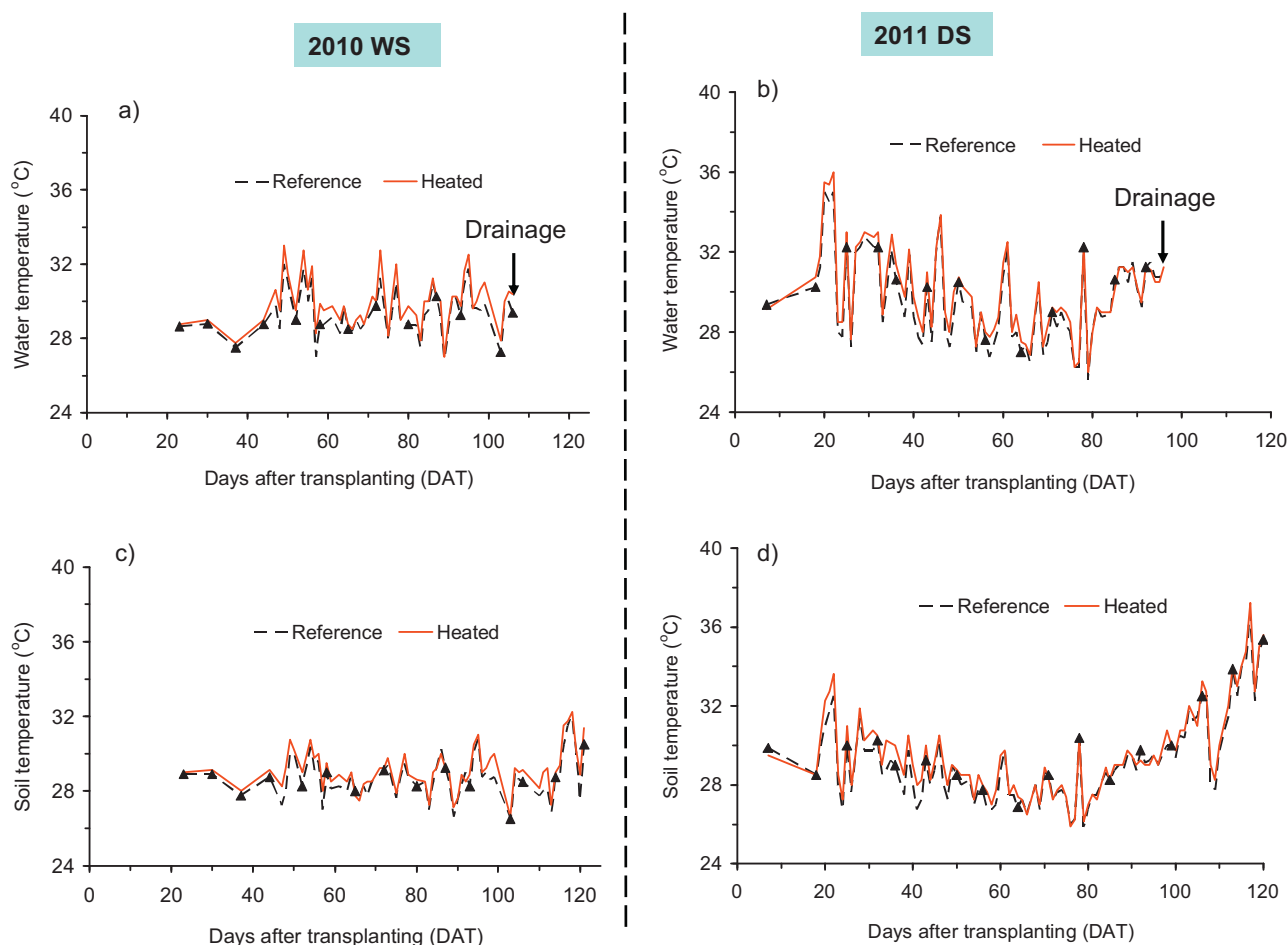 2010 WS
2011 DS
a)
40
36
32
28
24
Water temperature (°C)
Reference
Heated
Drainage
0 20 40 60 80 100 120
Days after transplanting (DAT)
b)
40
36
32
28
24
Water temperature (°C)
Reference
Heated
Drainage
0 20 40 60 80 100 120
Days after transplanting (DAT)
c)
40
36
32
28
24
Soil temperature (°C)
Reference
Heated
0 20 40 60 80 100 120
Days after transplanting (DAT)
d)
40
36
32
28
24
Soil temperature (°C)
Reference
Heated
0 20 40 60 80 100 120
Days after transplanting (DAT)